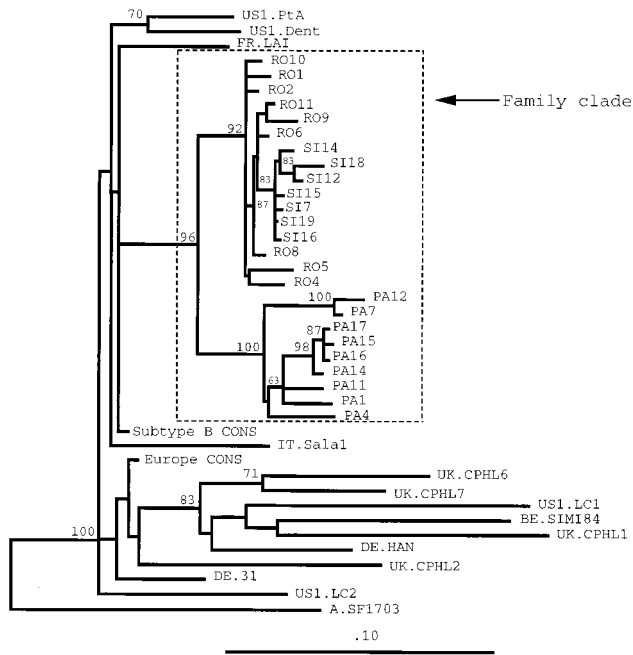 70
US1.PtA
US1.Dent
FR.LAI
RO10
RO1
RO2
RO11
RO9
92
RO6
SI14
83
SI18
83
SI12
SI15
87
SI7
SI19
SI16
96
RO8
RO5
RO4
100
PA12
PA7
87
PA17
98
PA15
100
PA16
PA14
63
PA11
PA1
PA4
Family clade
Subtype B CONS
IT.Sala1
Europe CONS
71
UK.CPHL6
83
UK.CPHL7
US1.LC1
BE.SIMI84
100
UK.CPHL1
DE.HAN
UK.CPHL2
DE.31
US1.LC2
A.SF1703
.10